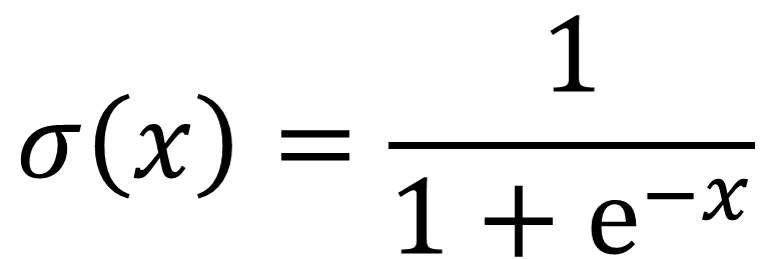 σ(x) = 1 / (1 + e^{−x})